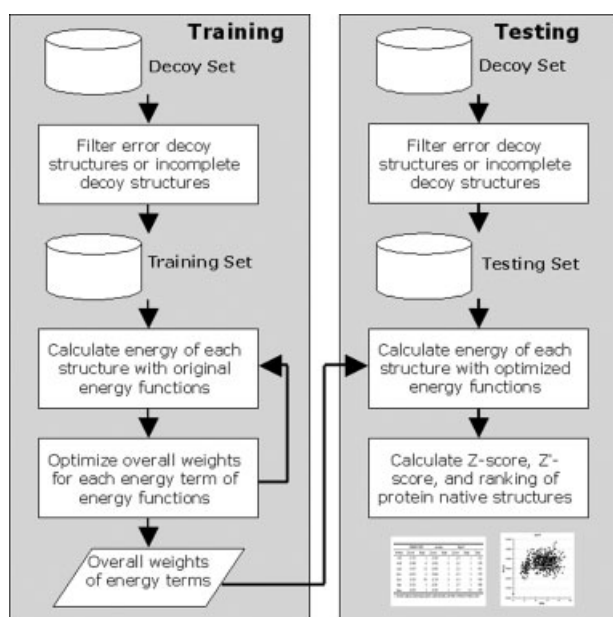 Training
Decoy Set
Filter error decoy
structures or incomplete
decoy structures
Training Set
Calculate energy of each
structure with original
energy functions
Optimize overall weights
for each energy term of
energy functions
Overall weights
of energy terms
Testing
Decoy Set
Filter error decoy
structures or incomplete
decoy structures
Testing Set
Calculate energy of each
structure with optimized
energy functions
Calculate Z-score, Z'-
score, and ranking of
protein native structures